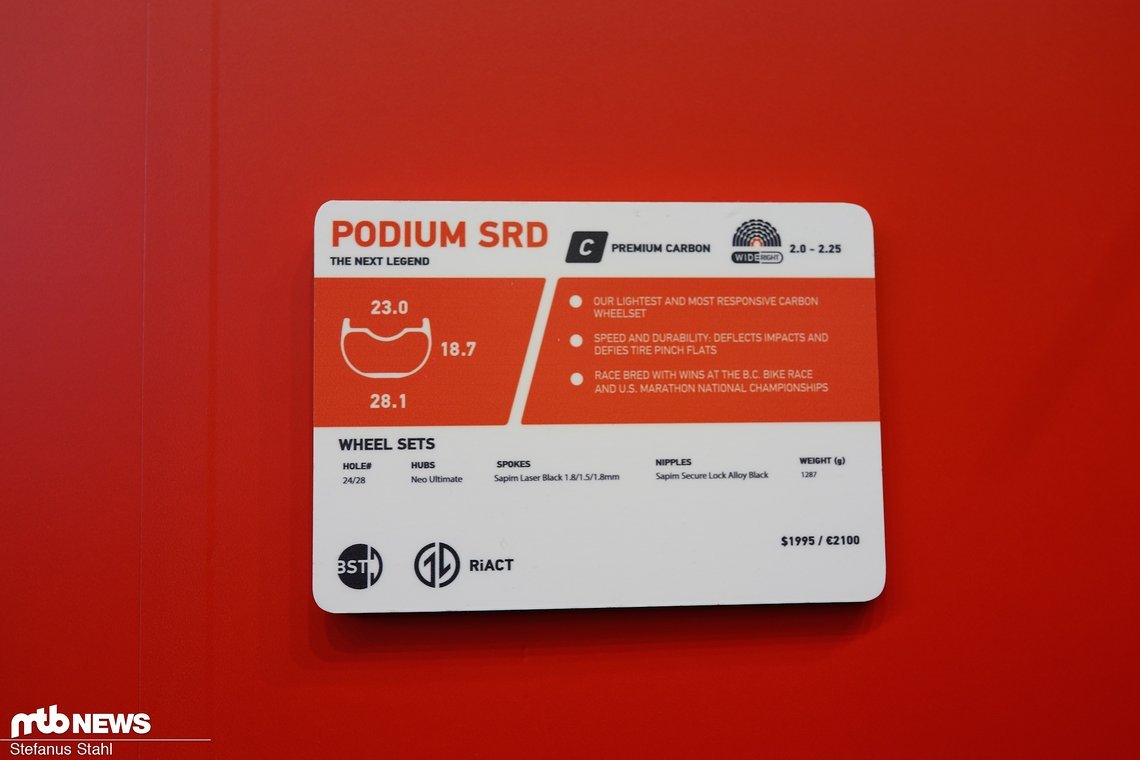 PODIUM SRD
THE NEXT LEGEND
C PREMIUM CARBON
WIDERIGHT 2.0 - 2.25
23.0
18.7
28.1
OUR LIGHTEST AND MOST RESPONSIVE CARBON
WHEELSET
SPEED AND DURABILITY: DEFLECTS IMPACTS AND
DEFIES TIRE PINCH FLATS
RACE BRED WITH WINS AT THE B.C. BIKE RACE
AND U.S. MARATHON NATIONAL CHAMPIONSHIPS
WHEEL SETS
HOLE# HUBS SPOKES NIPPLES WEIGHT (g)
24/28 Neo Ultimate Sapim Laser Black 1.8/1.5/1.8mm Sapim Secure Lock Alloy Black 1287
$1995 / €2100
BST RiACT
mtb NEWS
Stefanus Stahl